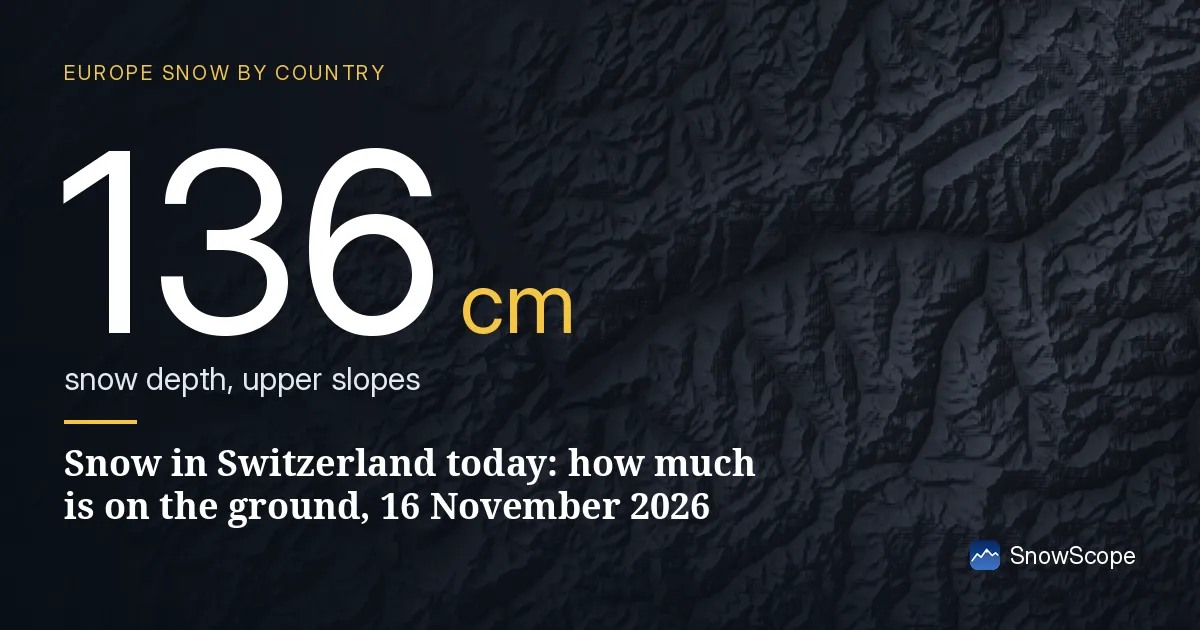 EUROPE SNOW BY COUNTRY
136 cm
snow depth, upper slopes
Snow in Switzerland today: how much
is on the ground, 16 November 2026
SnowScope